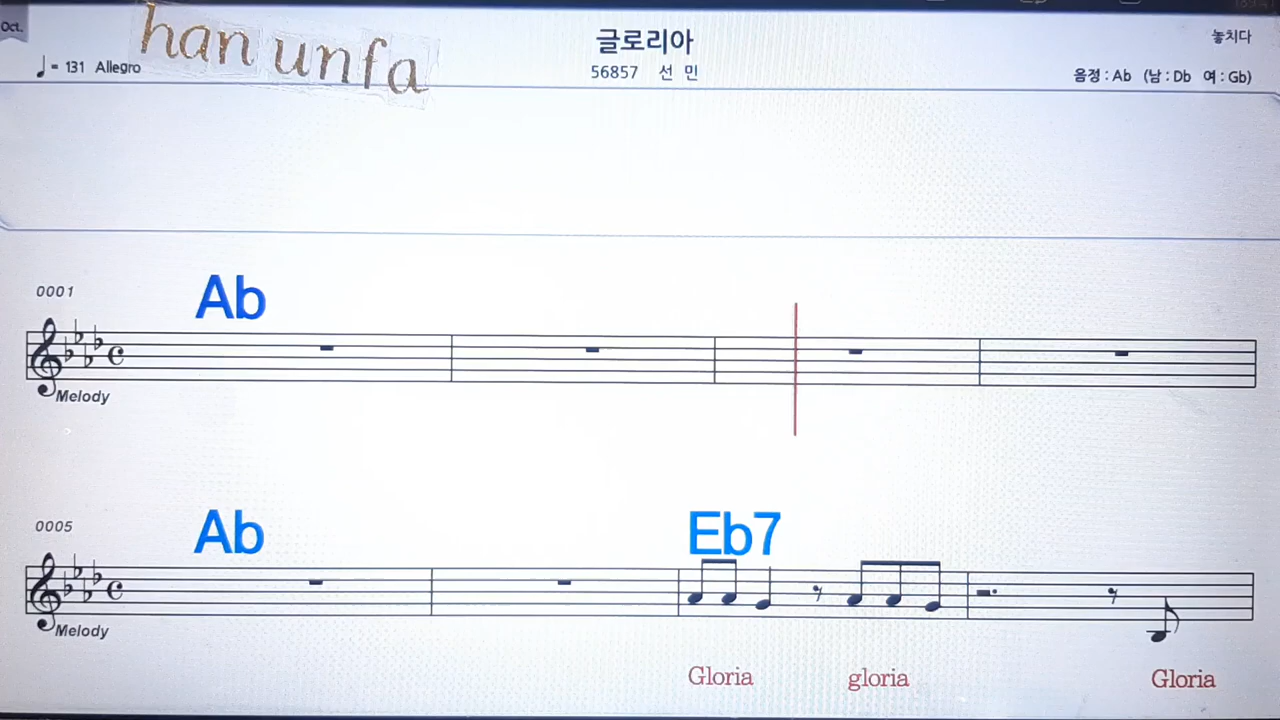 Oct.
han unfa
글로리아
놓치다
♩ = 131 Allegro
56857 선 민
음정 : Ab (남 : Db 여 : Gb)
0001
Ab
Melody
0005
Ab Eb7
Melody
Gloria gloria Gloria